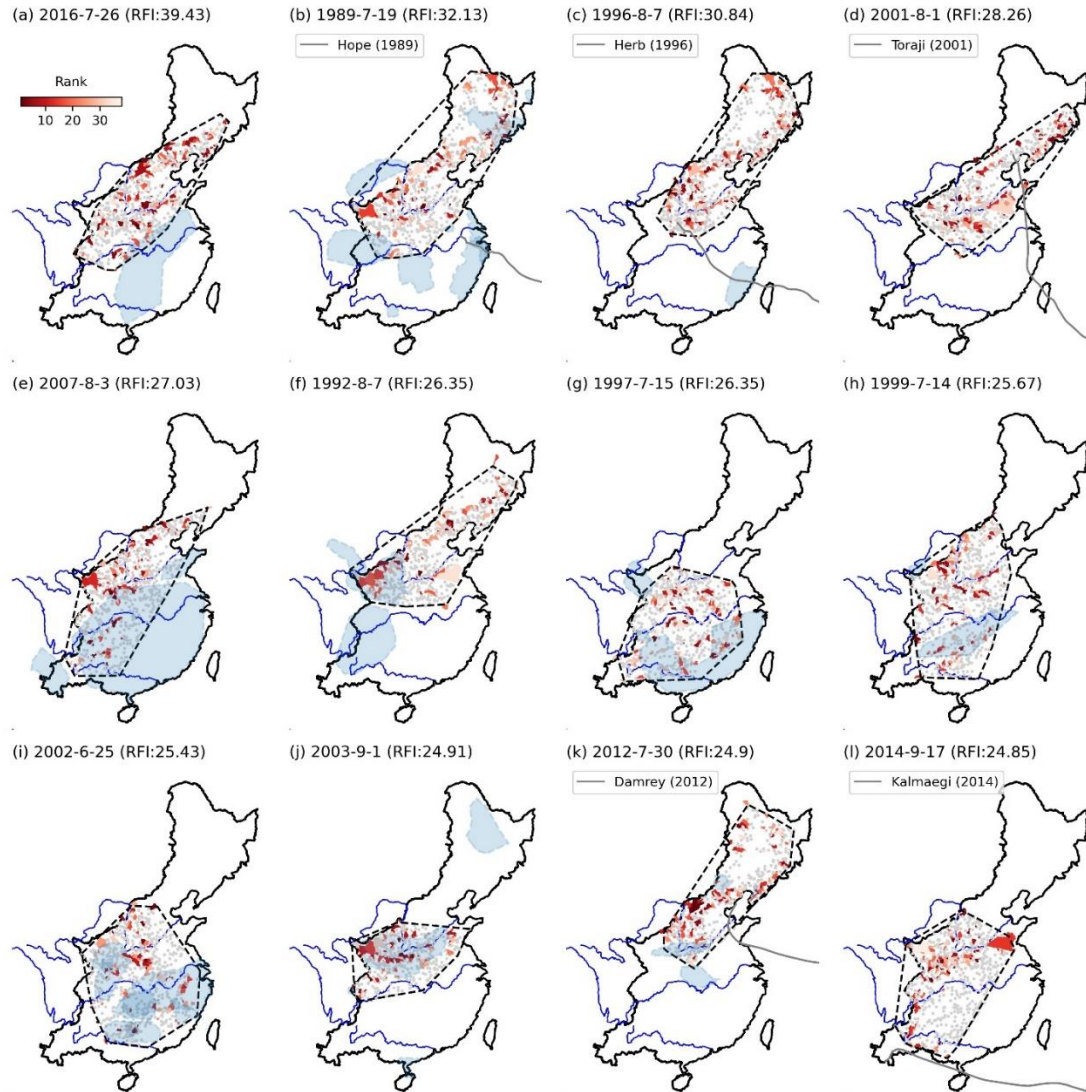 (a) 2016-7-26 (RFI:39.43)
(b) 1989-7-19 (RFI:32.13)
(c) 1996-8-7 (RFI:30.84)
(d) 2001-8-1 (RFI:28.26)
Hope (1989)
Herb (1996)
Toraji (2001)
Rank
10 20 30
(e) 2007-8-3 (RFI:27.03)
(f) 1992-8-7 (RFI:26.35)
(g) 1997-7-15 (RFI:26.35)
(h) 1999-7-14 (RFI:25.67)
(i) 2002-6-25 (RFI:25.43)
(j) 2003-9-1 (RFI:24.91)
(k) 2012-7-30 (RFI:24.9)
(l) 2014-9-17 (RFI:24.85)
Damrey (2012)
Kalmaegi (2014)